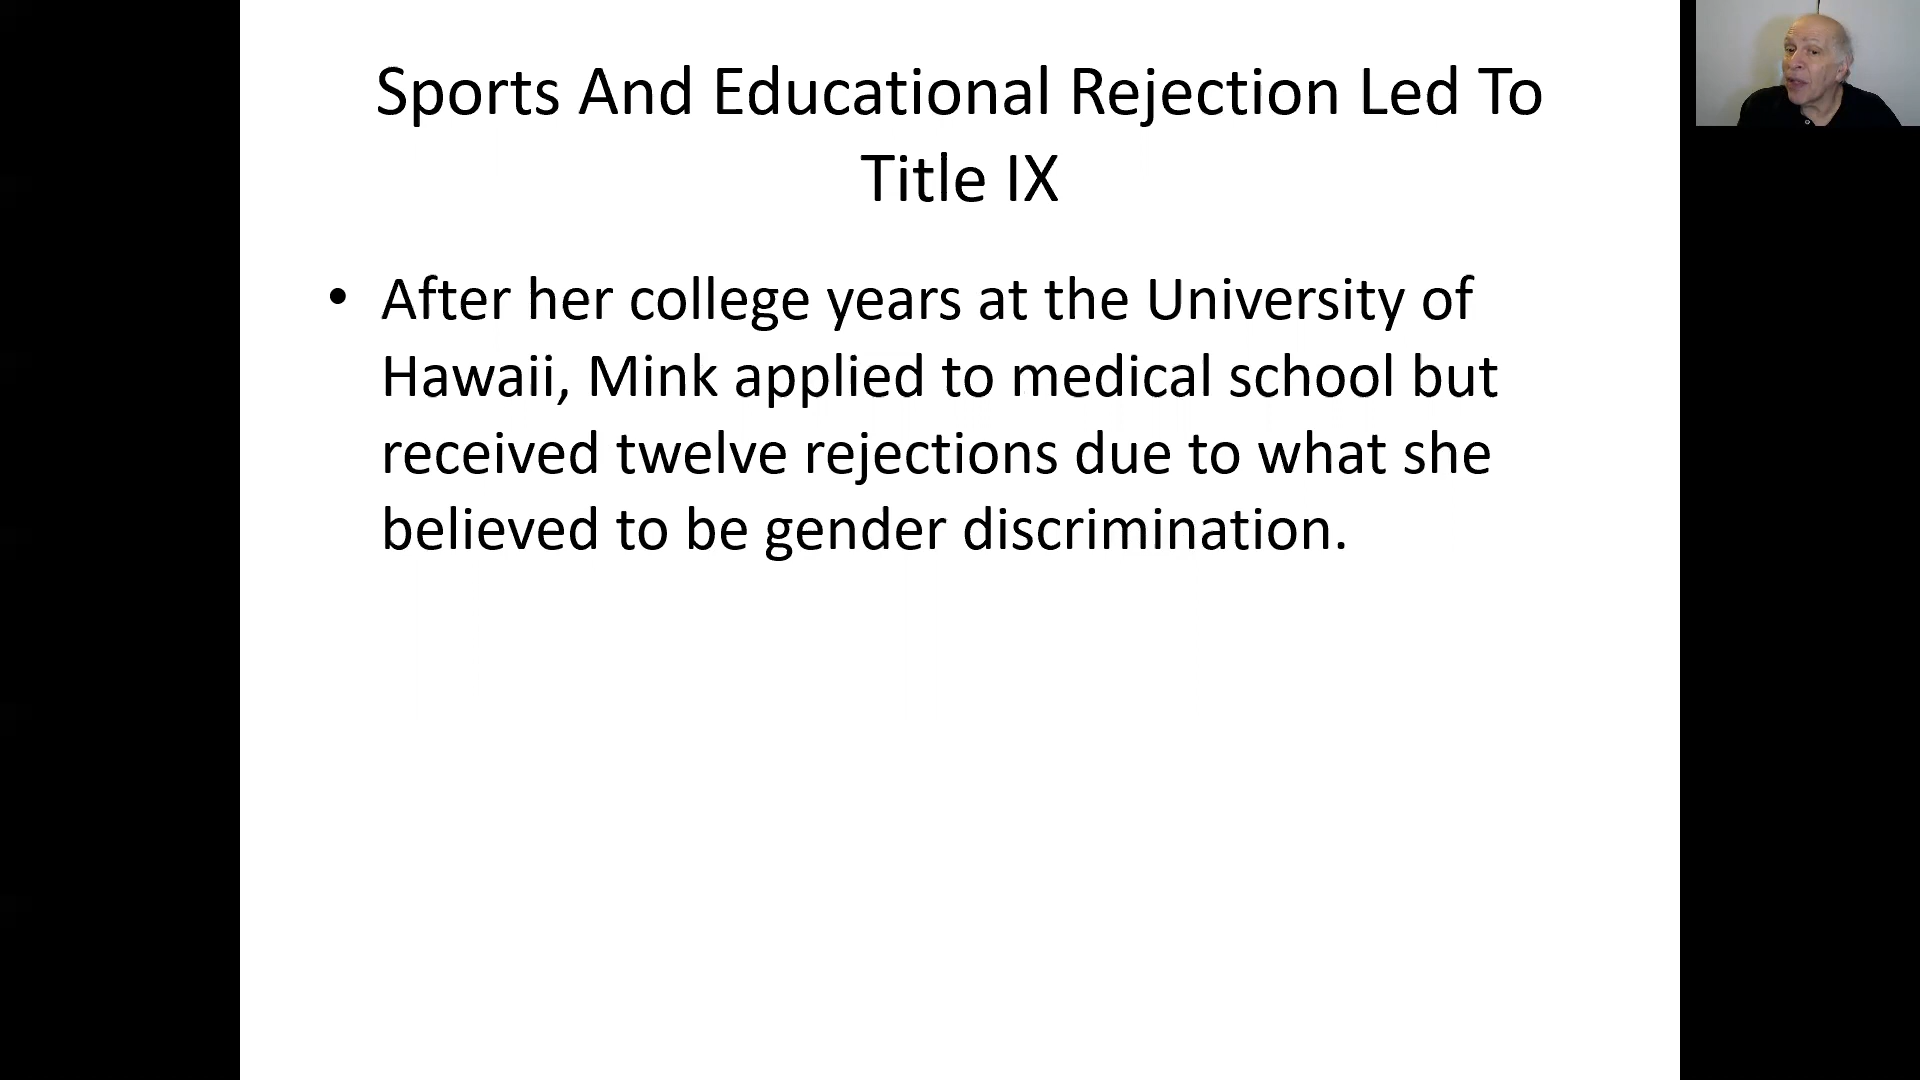 Sports And Educational Rejection Led To
Title IX
• After her college years at the University of
Hawaii, Mink applied to medical school but
received twelve rejections due to what she
believed to be gender discrimination.